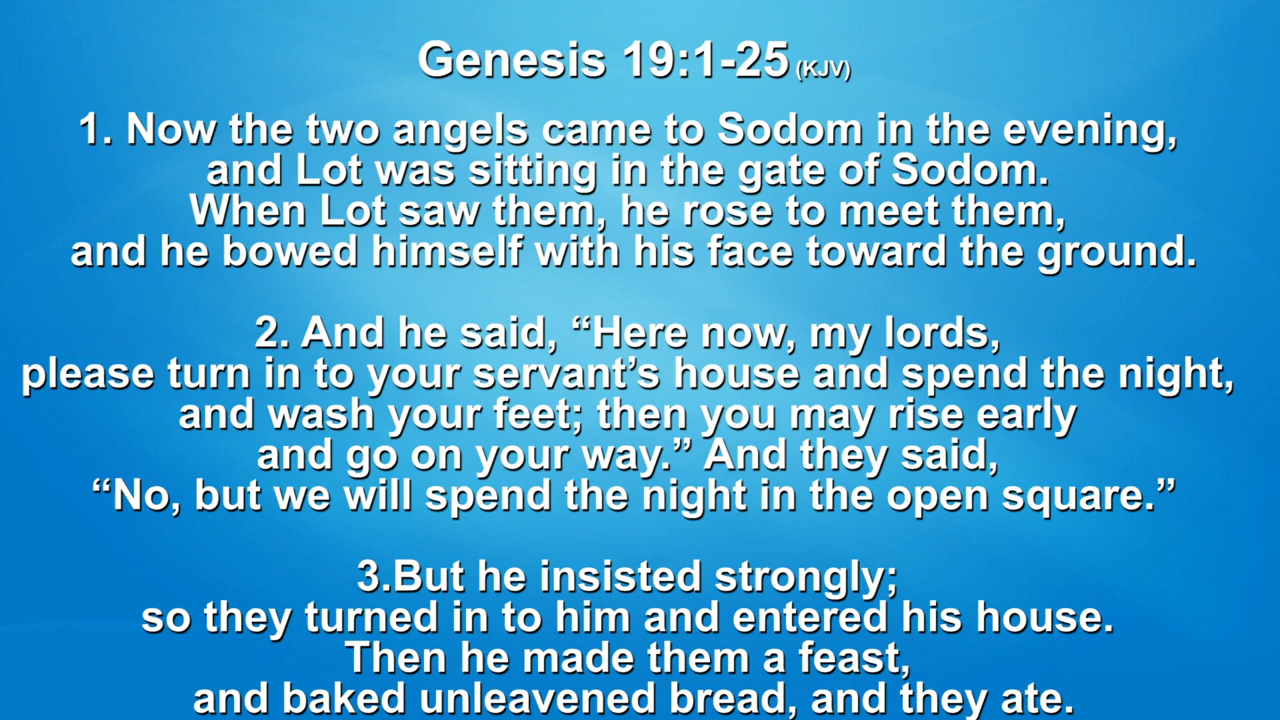 Genesis 19:1-25 (KJV)
1. Now the two angels came to Sodom in the evening,
and Lot was sitting in the gate of Sodom.
When Lot saw them, he rose to meet them,
and he bowed himself with his face toward the ground.
2. And he said, “Here now, my lords,
please turn in to your servant’s house and spend the night,
and wash your feet; then you may rise early
and go on your way.” And they said,
“No, but we will spend the night in the open square.”
3.But he insisted strongly;
so they turned in to him and entered his house.
Then he made them a feast,
and baked unleavened bread, and they ate.